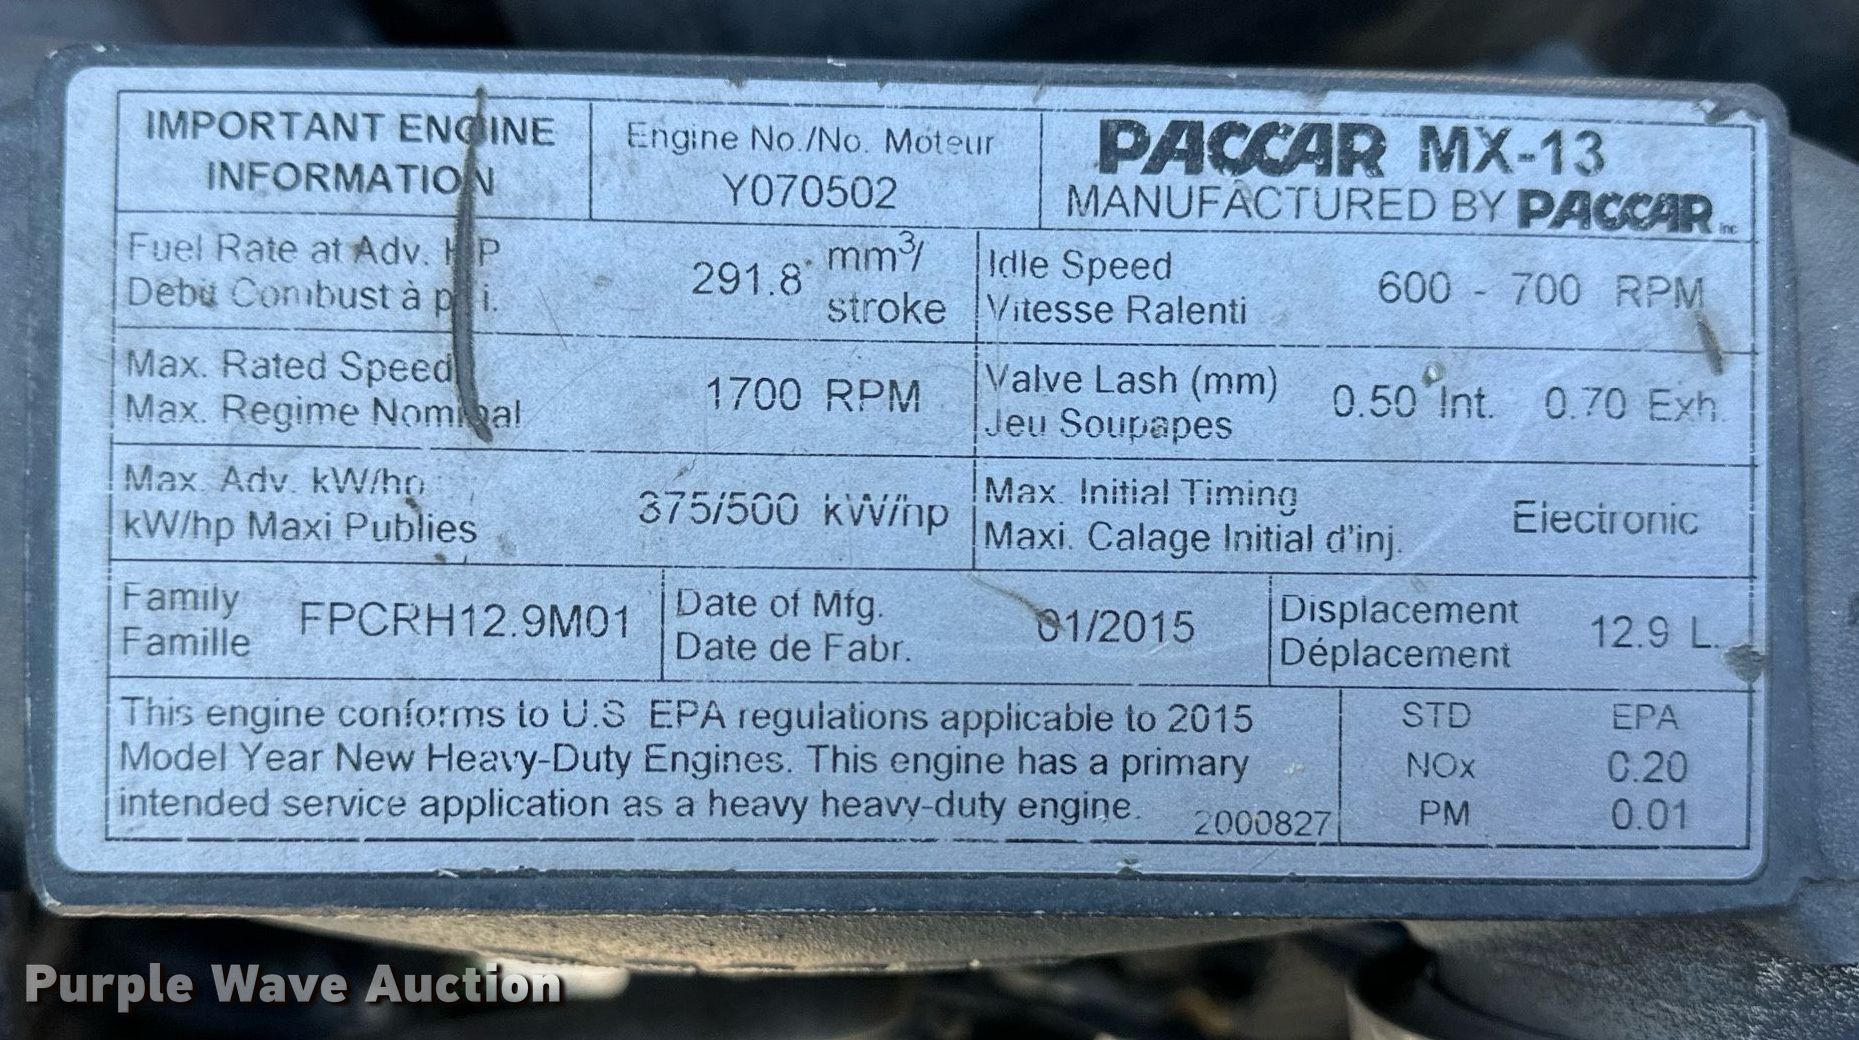 IMPORTANT ENGINE
INFORMATION
Engine No./No. Moteur
Y070502
PACCAR MX-13
MANUFACTURED BY PACCAR Inc
Fuel Rate at Adv. HP
Debit Combust à p i.
291.8 mm³/
stroke
Idle Speed
Vitesse Ralenti
600 - 700 RPM
Max. Rated Speed
Max. Regime Nominal
1700 RPM
Valve Lash (mm)
Jeu Soupapes
0.50 Int. 0.70 Exh.
Max. Adv. kW/hp
kW/hp Maxi Publies
375/500 kW/hp
Max. Initial Timing
Maxi. Calage Initial d'inj.
Electronic
Family
Famille
FPCRH12.9M01
Date of Mfg.
Date de Fabr.
01/2015
Displacement
Déplacement
12.9 L.
This engine conforms to U.S EPA regulations applicable to 2015
Model Year New Heavy-Duty Engines. This engine has a primary
intended service application as a heavy heavy-duty engine.
2000827
STD EPA
NOx 0.20
PM 0.01
Purple Wave Auction